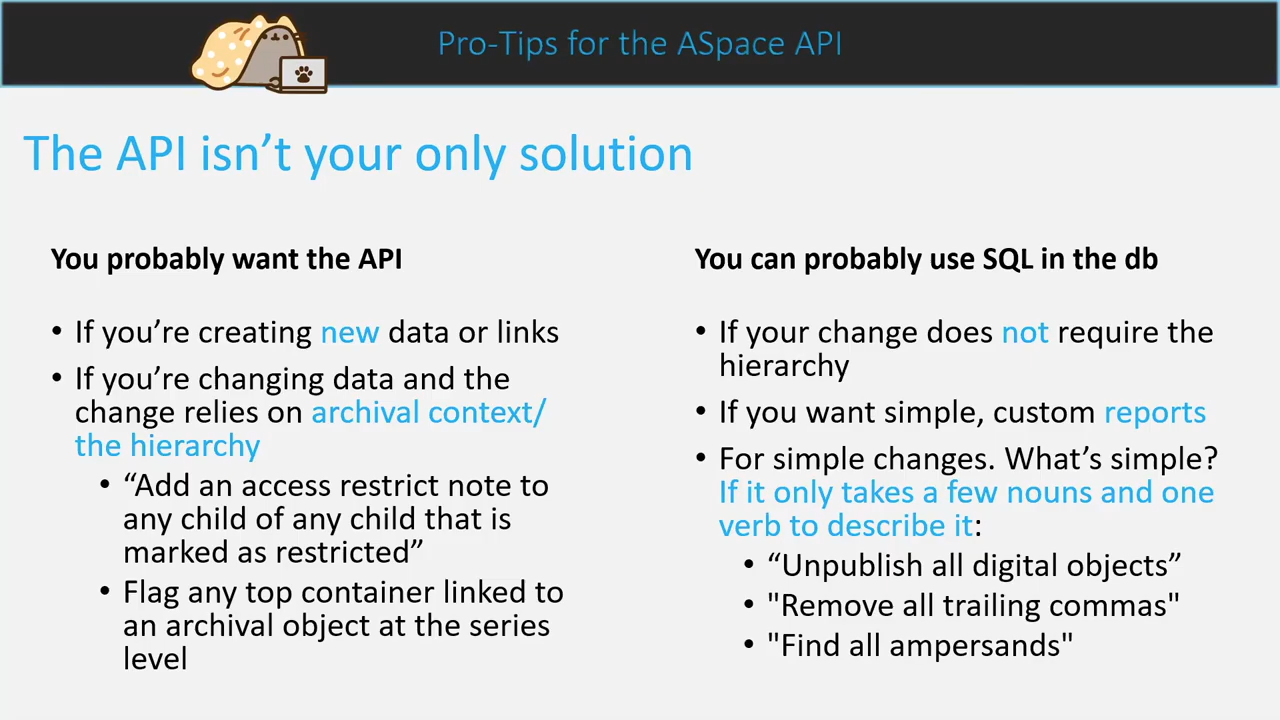 Pro-Tips for the ASpace API
The API isn’t your only solution
You probably want the API
• If you’re creating new data or links
• If you’re changing data and the
change relies on archival context/
the hierarchy
• “Add an access restrict note to
any child of any child that is
marked as restricted”
• Flag any top container linked to
an archival object at the series
level
You can probably use SQL in the db
• If your change does not require the
hierarchy
• If you want simple, custom reports
• For simple changes. What’s simple?
If it only takes a few nouns and one
verb to describe it:
• “Unpublish all digital objects”
• "Remove all trailing commas"
• "Find all ampersands"